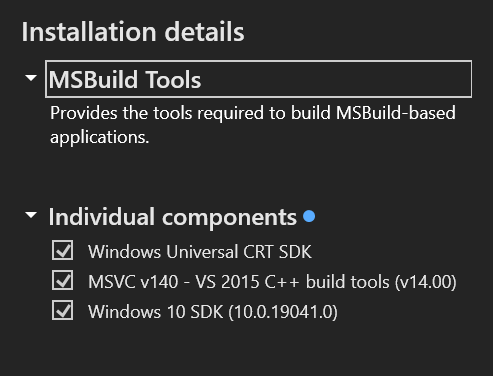 Installation details
MSBuild Tools
Provides the tools required to build MSBuild-based
applications.
Individual components
Windows Universal CRT SDK
MSVC v140 - VS 2015 C++ build tools (v14.00)
Windows 10 SDK (10.0.19041.0)